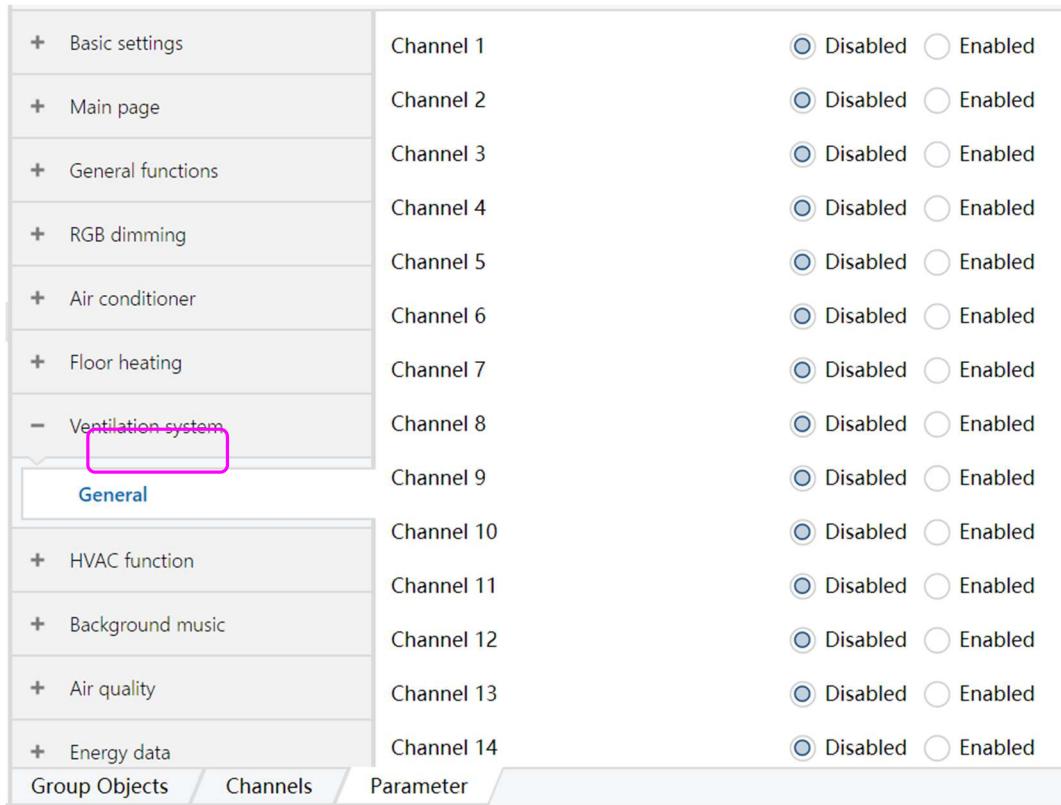 Basic settings
Main page
General functions
RGB dimming
Air conditioner
Floor heating
Ventilation system
General
HVAC function
Background music
Air quality
Energy data
Channel 1 Disabled Enabled
Channel 2 Disabled Enabled
Channel 3 Disabled Enabled
Channel 4 Disabled Enabled
Channel 5 Disabled Enabled
Channel 6 Disabled Enabled
Channel 7 Disabled Enabled
Channel 8 Disabled Enabled
Channel 9 Disabled Enabled
Channel 10 Disabled Enabled
Channel 11 Disabled Enabled
Channel 12 Disabled Enabled
Channel 13 Disabled Enabled
Channel 14 Disabled Enabled
Group Objects Channels Parameter